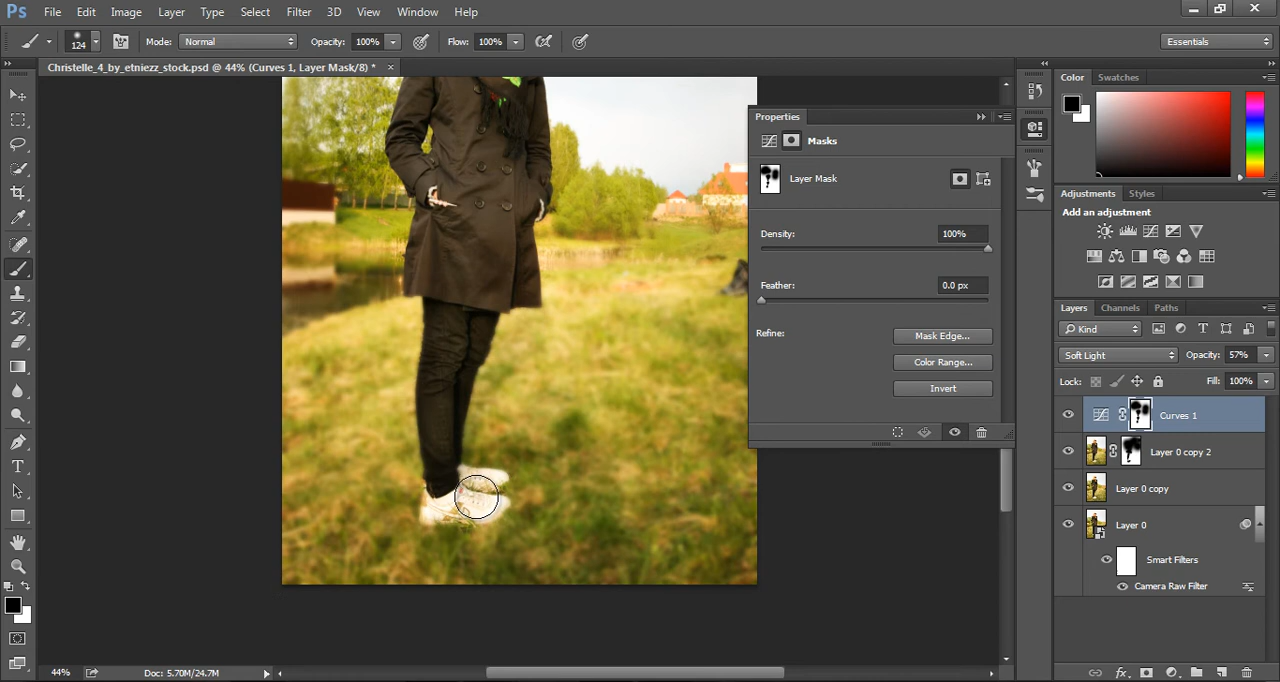 Ps File Edit Image Layer Type Select Filter 3D View Window Help
124 Mode: Normal Opacity: 100% Flow: 100% Essentials
Christelle_4_by_etniezz_stock.psd @ 44% (Curves 1, Layer Mask/8) *
Color Swatches
Properties
Masks
Layer Mask
Density: 100%
Feather: 0.0 px
Refine: Mask Edge...
Color Range...
Invert
Adjustments Styles
Add an adjustment
Layers Channels Paths
Kind
Soft Light Opacity: 57%
Lock: Fill: 100%
Curves 1
Layer 0 copy 2
Layer 0 copy
Layer 0
Smart Filters
Camera Raw Filter
44% Doc: 5.70M/24.7M